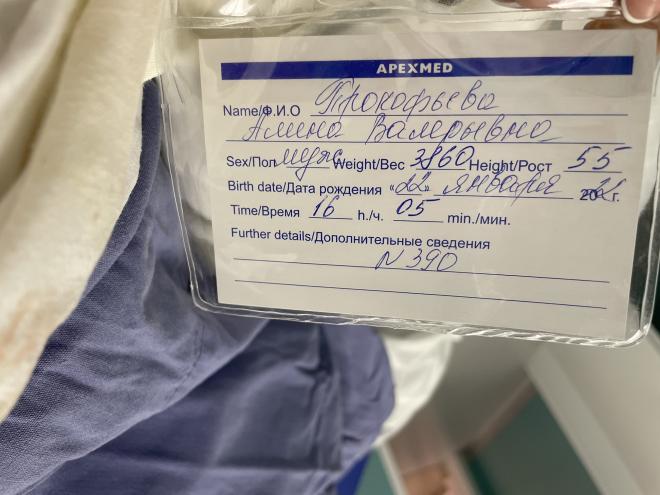 APEXMED
Name/Ф.И.О Прокофьева
Алина Валерьевна
Sex/Пол муж Weight/Вес 3860 Height/Рост 55
Birth date/Дата рождения «22» января 20 г.
Time/Время 16 h./ч. 05 min./мин.
Further details/Дополнительные сведения
N 390